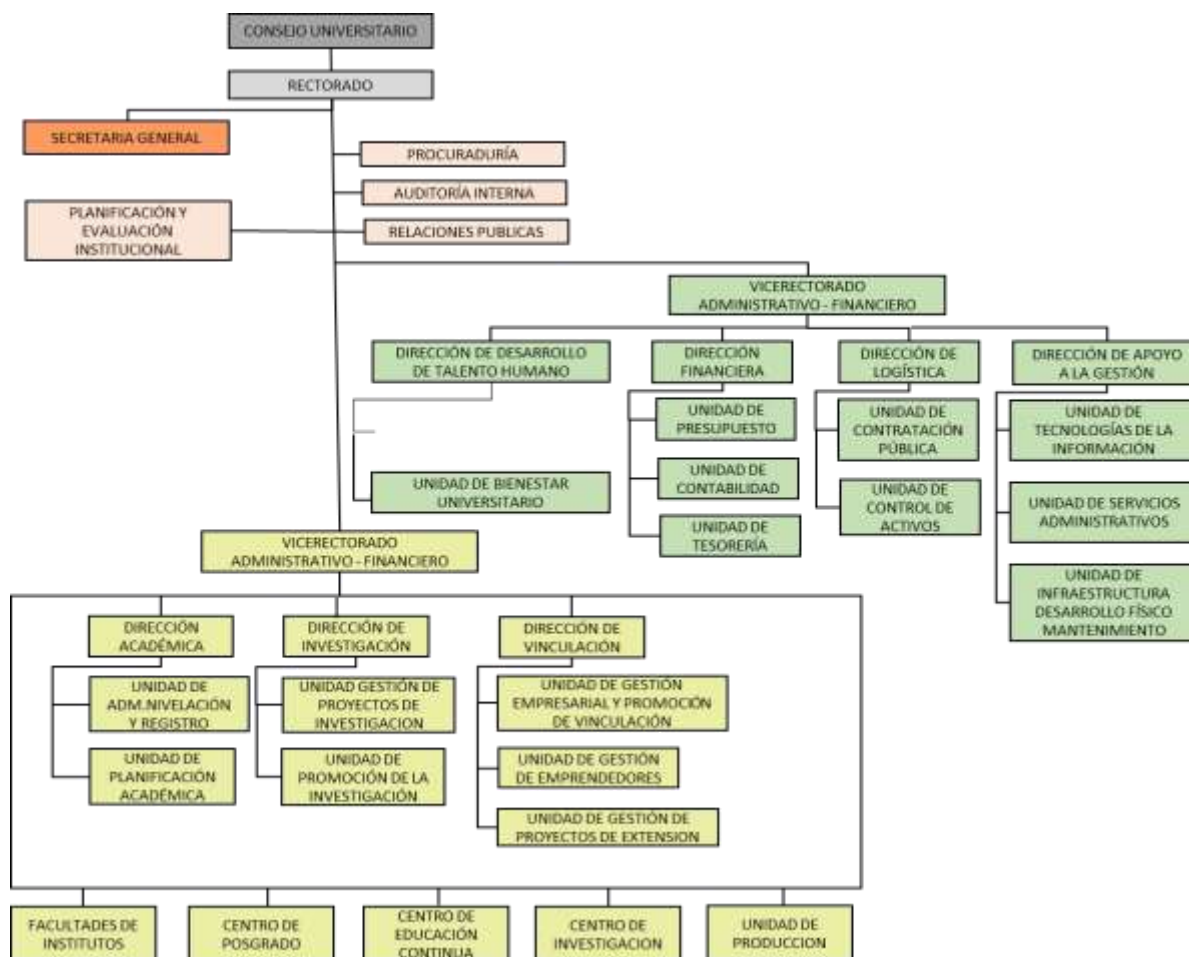 CONSEJO UNIVERSITARIO
RECTORADO
SECRETARIA GENERAL
PROCURADURÍA
AUDITORÍA INTERNA
PLANIFICACIÓN Y
EVALUACIÓN
INSTITUCIONAL
RELACIONES PUBLICAS
VICERECTORADO
ADMINISTRATIVO - FINANCIERO
DIRECCIÓN DE DESARROLLO
DE TALENTO HUMANO
DIRECCIÓN
FINANCIERA
DIRECCIÓN DE
LOGÍSTICA
DIRECCIÓN DE APOYO
A LA GESTIÓN
UNIDAD DE
PRESUPUESTO
UNIDAD DE
CONTRATACIÓN
PÚBLICA
UNIDAD DE
TECNOLOGÍAS DE LA
INFORMACIÓN
UNIDAD DE BIENESTAR
UNIVERSITARIO
UNIDAD DE
CONTABILIDAD
UNIDAD DE
CONTROL DE
ACTIVOS
UNIDAD DE SERVICIOS
ADMINISTRATIVOS
UNIDAD DE
TESORERÍA
UNIDAD DE
INFRAESTRUCTURA
DESARROLLO FÍSICO
MANTENIMIENTO
VICERECTORADO
ADMINISTRATIVO - FINANCIERO
DIRECCIÓN
ACADÉMICA
DIRECCIÓN DE
INVESTIGACIÓN
DIRECCIÓN DE
VINCULACIÓN
UNIDAD DE
ADM.NIVELACIÓN
Y REGISTRO
UNIDAD GESTIÓN DE
PROYECTOS DE
INVESTIGACION
UNIDAD DE GESTIÓN
EMPRESARIAL Y PROMOCIÓN
DE VINCULACIÓN
UNIDAD DE
PLANIFICACIÓN
ACADÉMICA
UNIDAD DE
PROMOCIÓN DE LA
INVESTIGACIÓN
UNIDAD DE GESTIÓN
DE EMPRENDEDORES
UNIDAD DE GESTIÓN DE
PROYECTOS DE EXTENSION
FACULTADES DE
INSTITUTOS
CENTRO DE
POSGRADO
CENTRO DE
EDUCACIÓN
CONTINUA
CENTRO DE
INVESTIGACION
UNIDAD DE
PRODUCCION